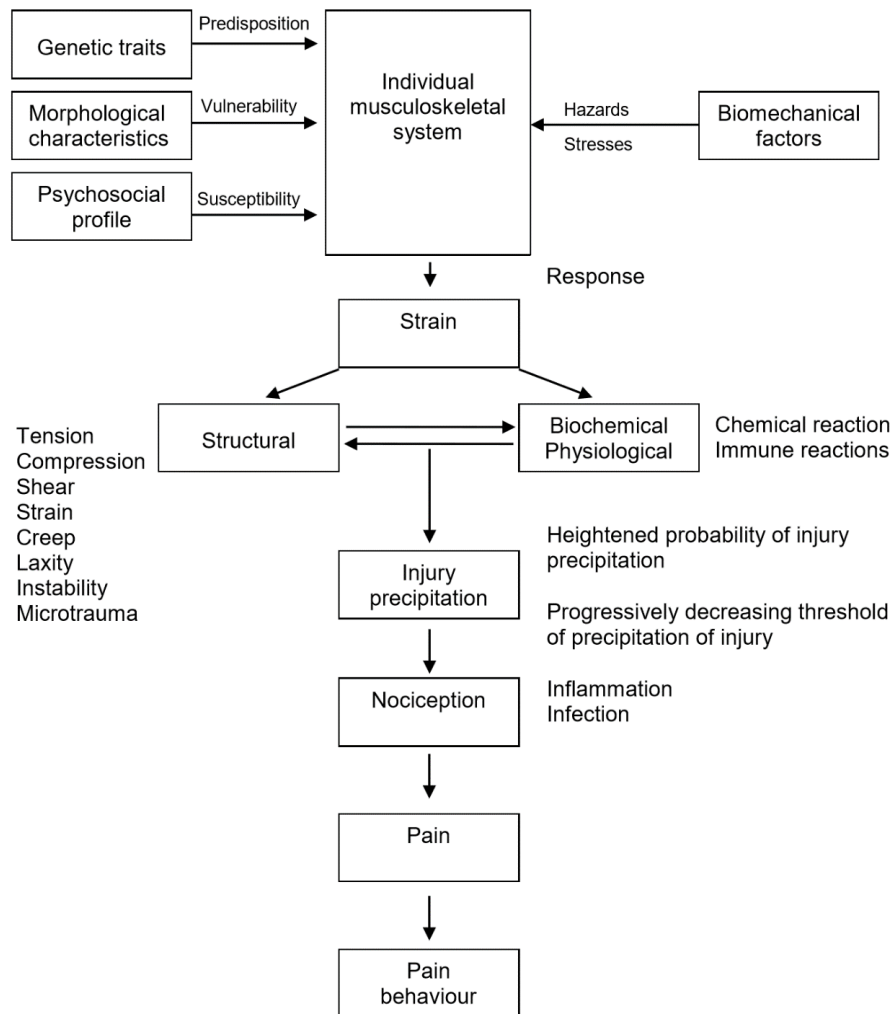 Genetic traits
Predisposition
Morphological
characteristics
Vulnerability
Psychosocial
profile
Susceptibility
Individual
musculoskeletal
system
Hazards
Stresses
Biomechanical
factors
Response
Strain
Structural
Biochemical
Physiological
Tension
Compression
Shear
Strain
Creep
Laxity
Instability
Microtrauma
Chemical reaction
Immune reactions
Injury
precipitation
Heightened probability of injury
precipitation
Progressively decreasing threshold
of precipitation of injury
Nociception
Inflammation
Infection
Pain
Pain
behaviour